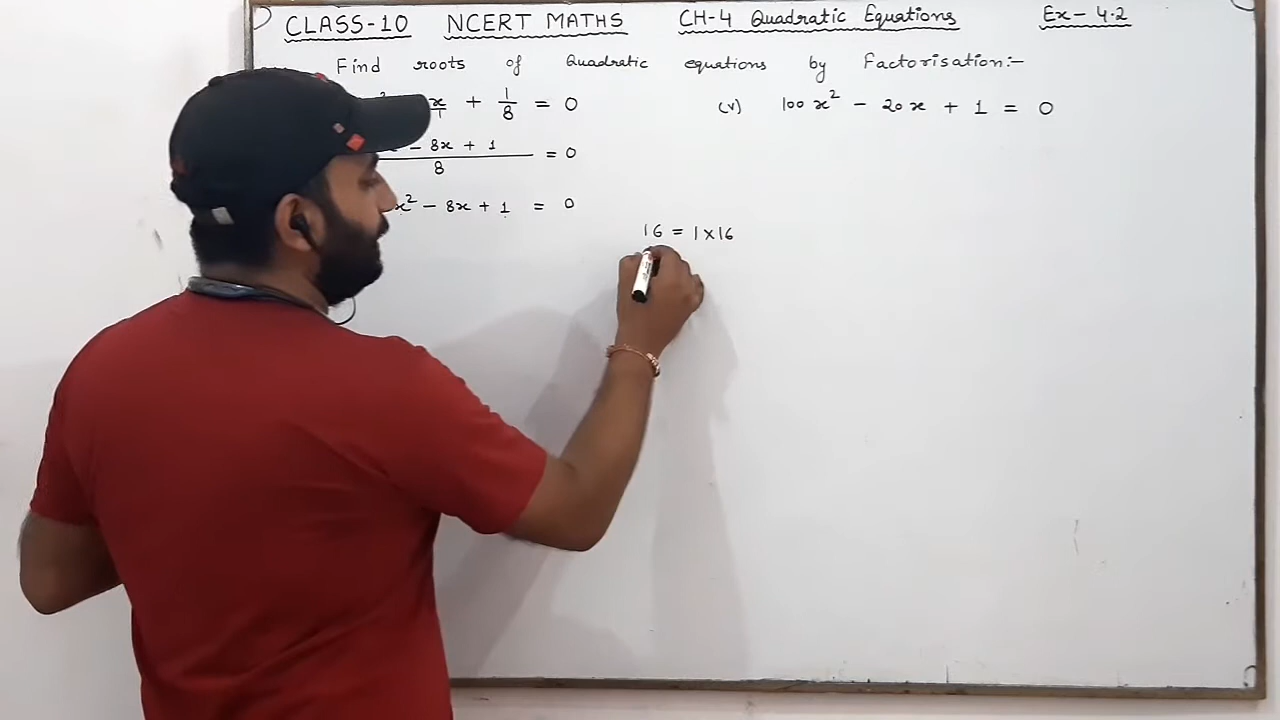 CLASS-10 NCERT MATHS CH-4 Quadratic Equations Ex-4.2
Find roots of Quadratic equations by Factorisation:-
x/1 + 1/8 = 0
- 8x + 1 / 8 = 0
x² - 8x + 1 = 0
(v) 100x² - 20x + 1 = 0
16 = 1×16